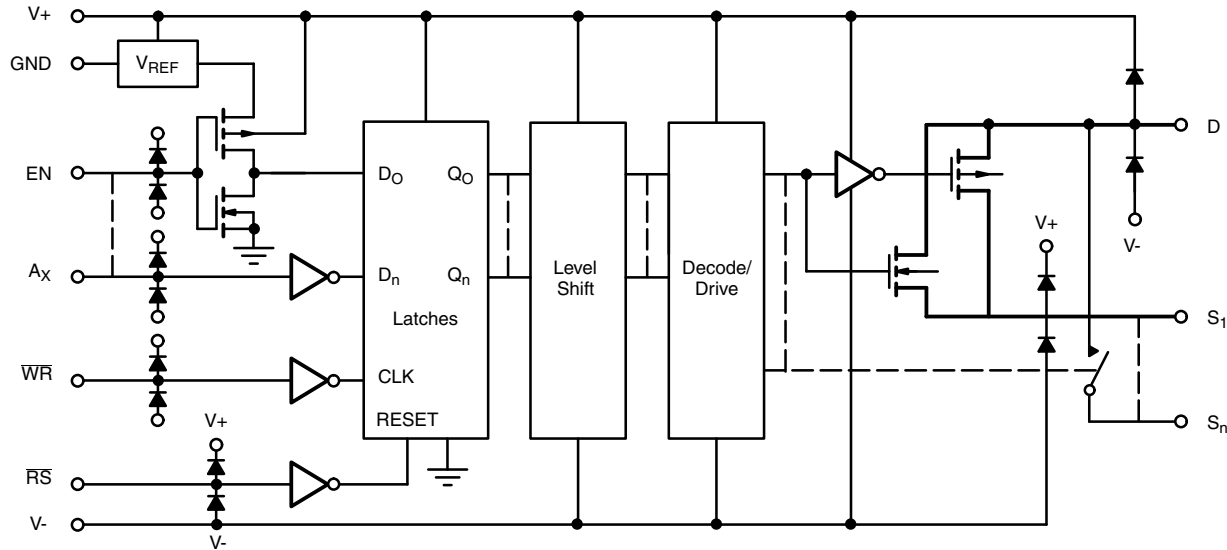 V+
GND
VREF
EN
AX
WR
RS
V-
V+
V-
DO
QO
Dn
Qn
Latches
CLK
RESET
Level
Shift
Decode/
Drive
V+
V-
D
S1
Sn